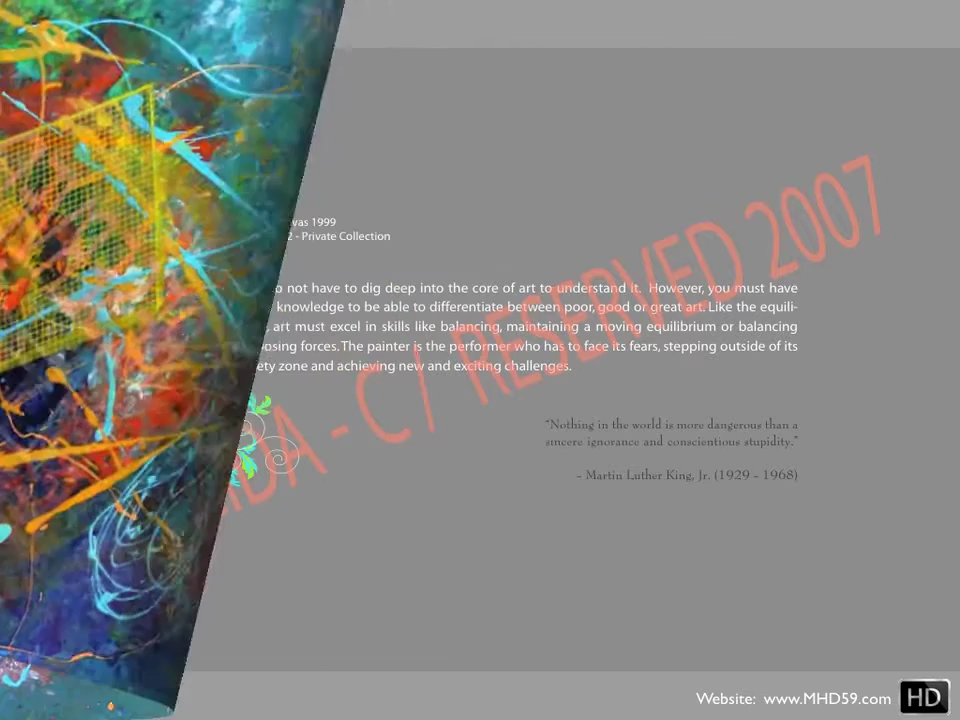 1999
2 - Private Collection
not have to dig deep into the core of art to understand it. However, you must have
knowledge to be able to differentiate between poor, good or great art. Like the equili-
art must excel in skills like balancing, maintaining a moving equilibrium or balancing
forces. The painter is the performer who has to face its fears, stepping outside of its
zone and achieving new and exciting challenges.
"Nothing in the world is more dangerous than a
sincere ignorance and conscientious stupidity."
– Martin Luther King, Jr. (1929 – 1968)
- C / RESERVED 2007
Website: www.MHD59.com HD